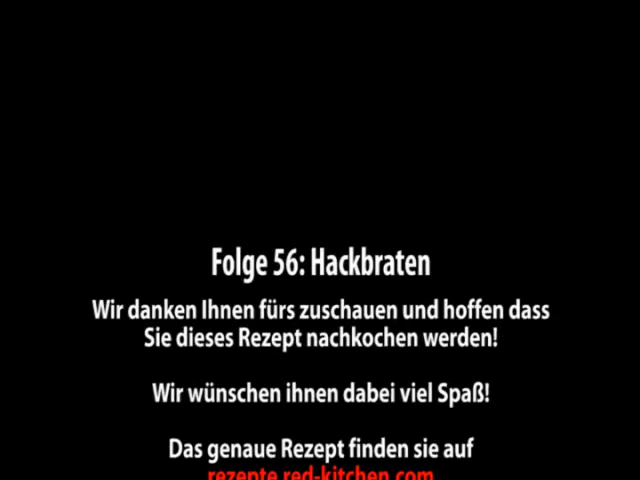 Folge 56: Hackbraten
Wir danken Ihnen fürs zuschauen und hoffen dass
Sie dieses Rezept nachkochen werden!
Wir wünschen ihnen dabei viel Spaß!
Das genaue Rezept finden sie auf
rezepte.red-kitchen.com